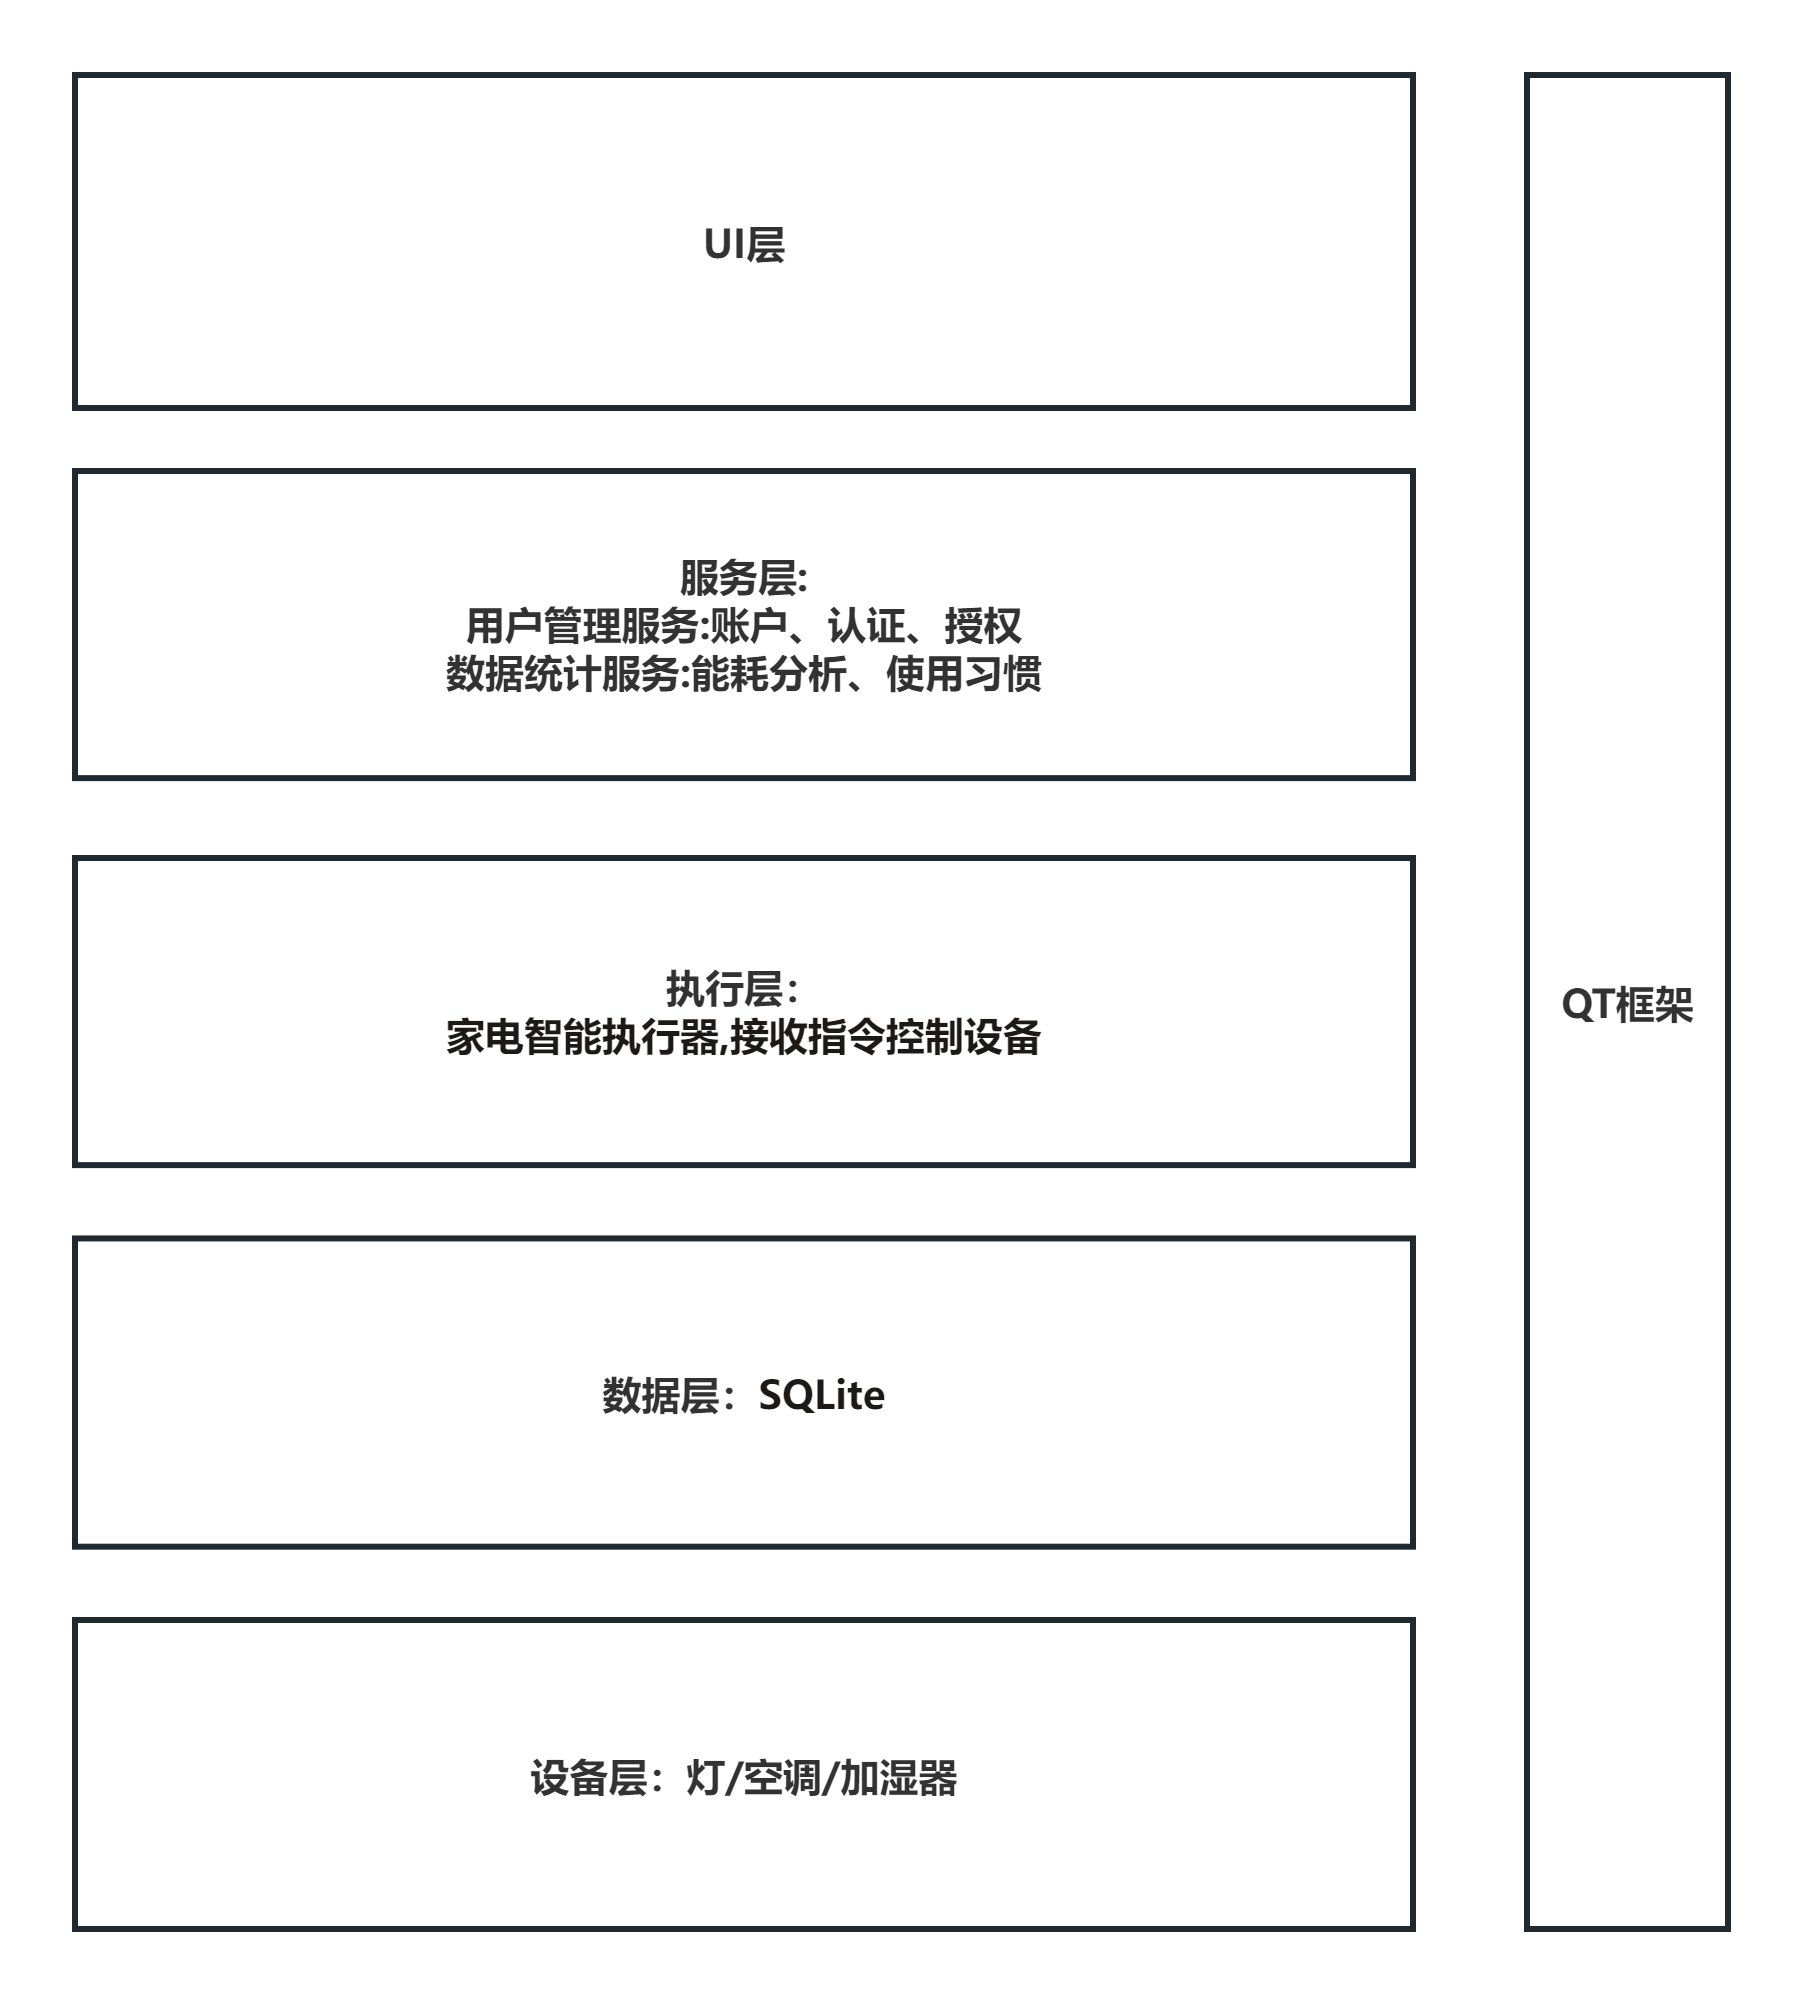 UI层
服务层:
用户管理服务:账户、认证、授权
数据统计服务:能耗分析、使用习惯
执行层：
家电智能执行器,接收指令控制设备
数据层：SQLite
设备层：灯/空调/加湿器
QT框架